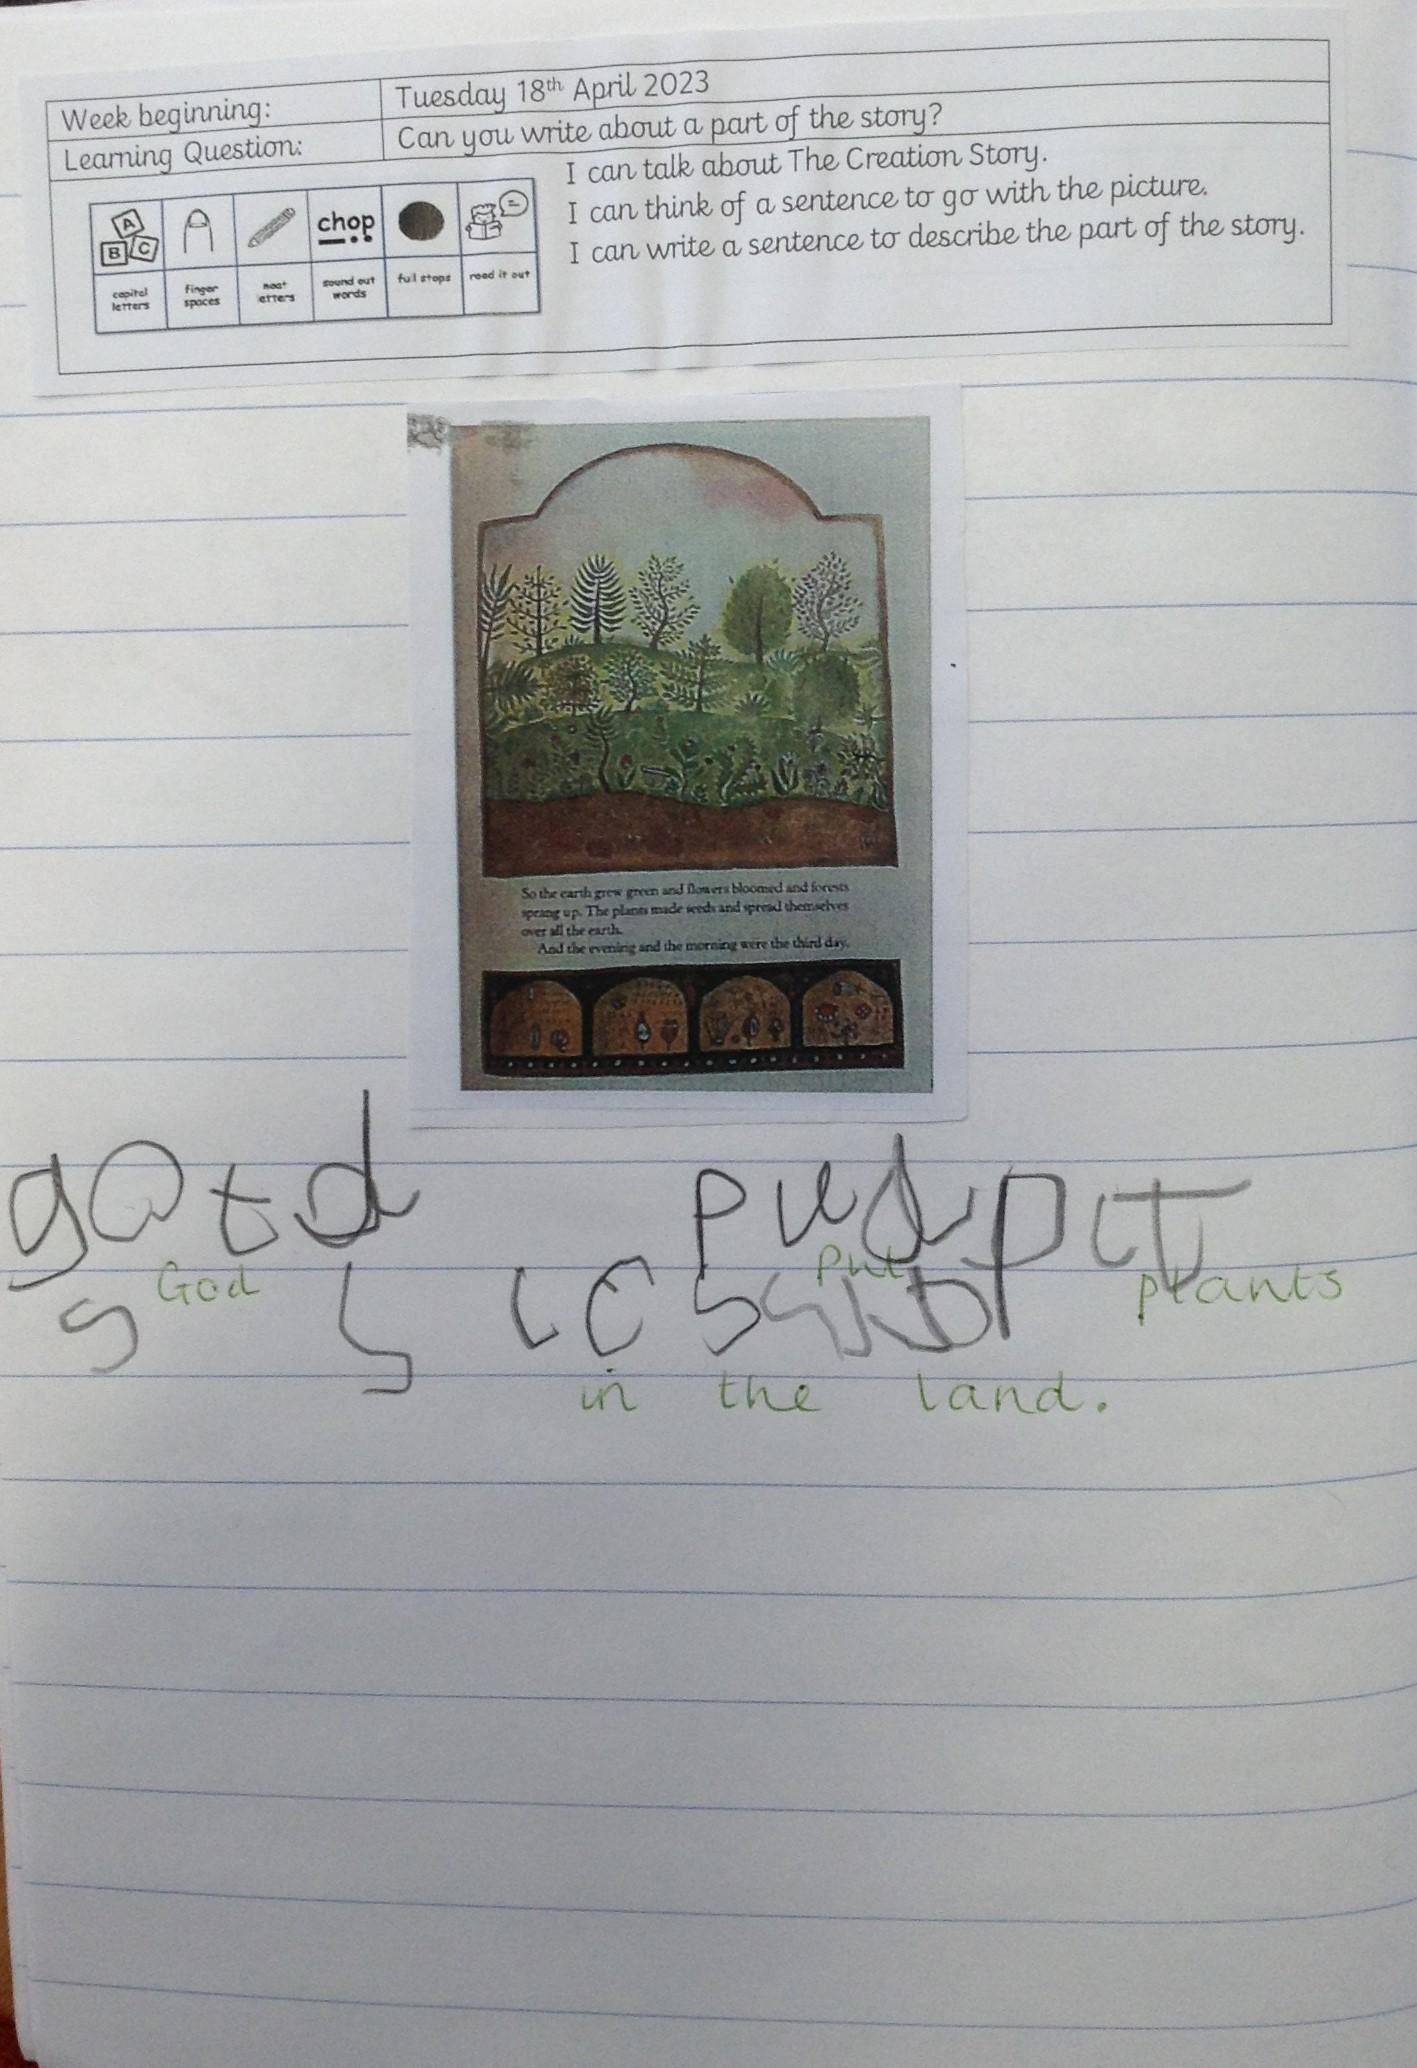 Week beginning: Tuesday 18th April 2023
Learning Question: Can you write about a part of the story?
I can talk about The Creation Story.
I can think of a sentence to go with the picture.
I can write a sentence to describe the part of the story.
A B C
chop
capital letters
finger spaces
neat etters
sound out words
full stops
read it out
So the earth grew green and flowers bloomed and forests
sprang up. The plants made seeds and spread themselves
over all the earth.
And the evening and the morning were the third day.
gotd pud
God put plants
in the land.